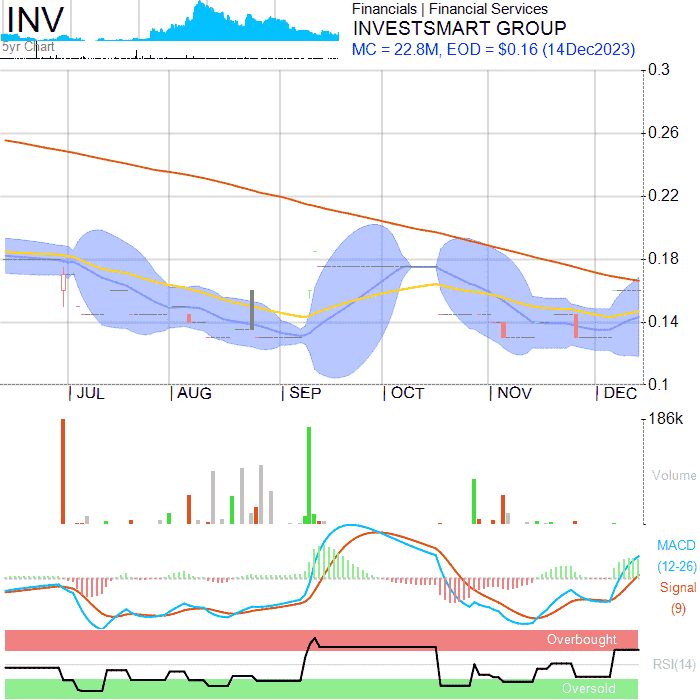 INV
5yr Chart
Financials | Financial Services
INVESTSMART GROUP
MC = 22.8M, EOD = $0.16 (14Dec2023)
0.3
0.26
0.22
0.18
0.14
0.1
JUL AUG SEP OCT NOV DEC
186k
Volume
MACD
(12-26)
Signal
(9)
Overbought
RSI(14)
Oversold